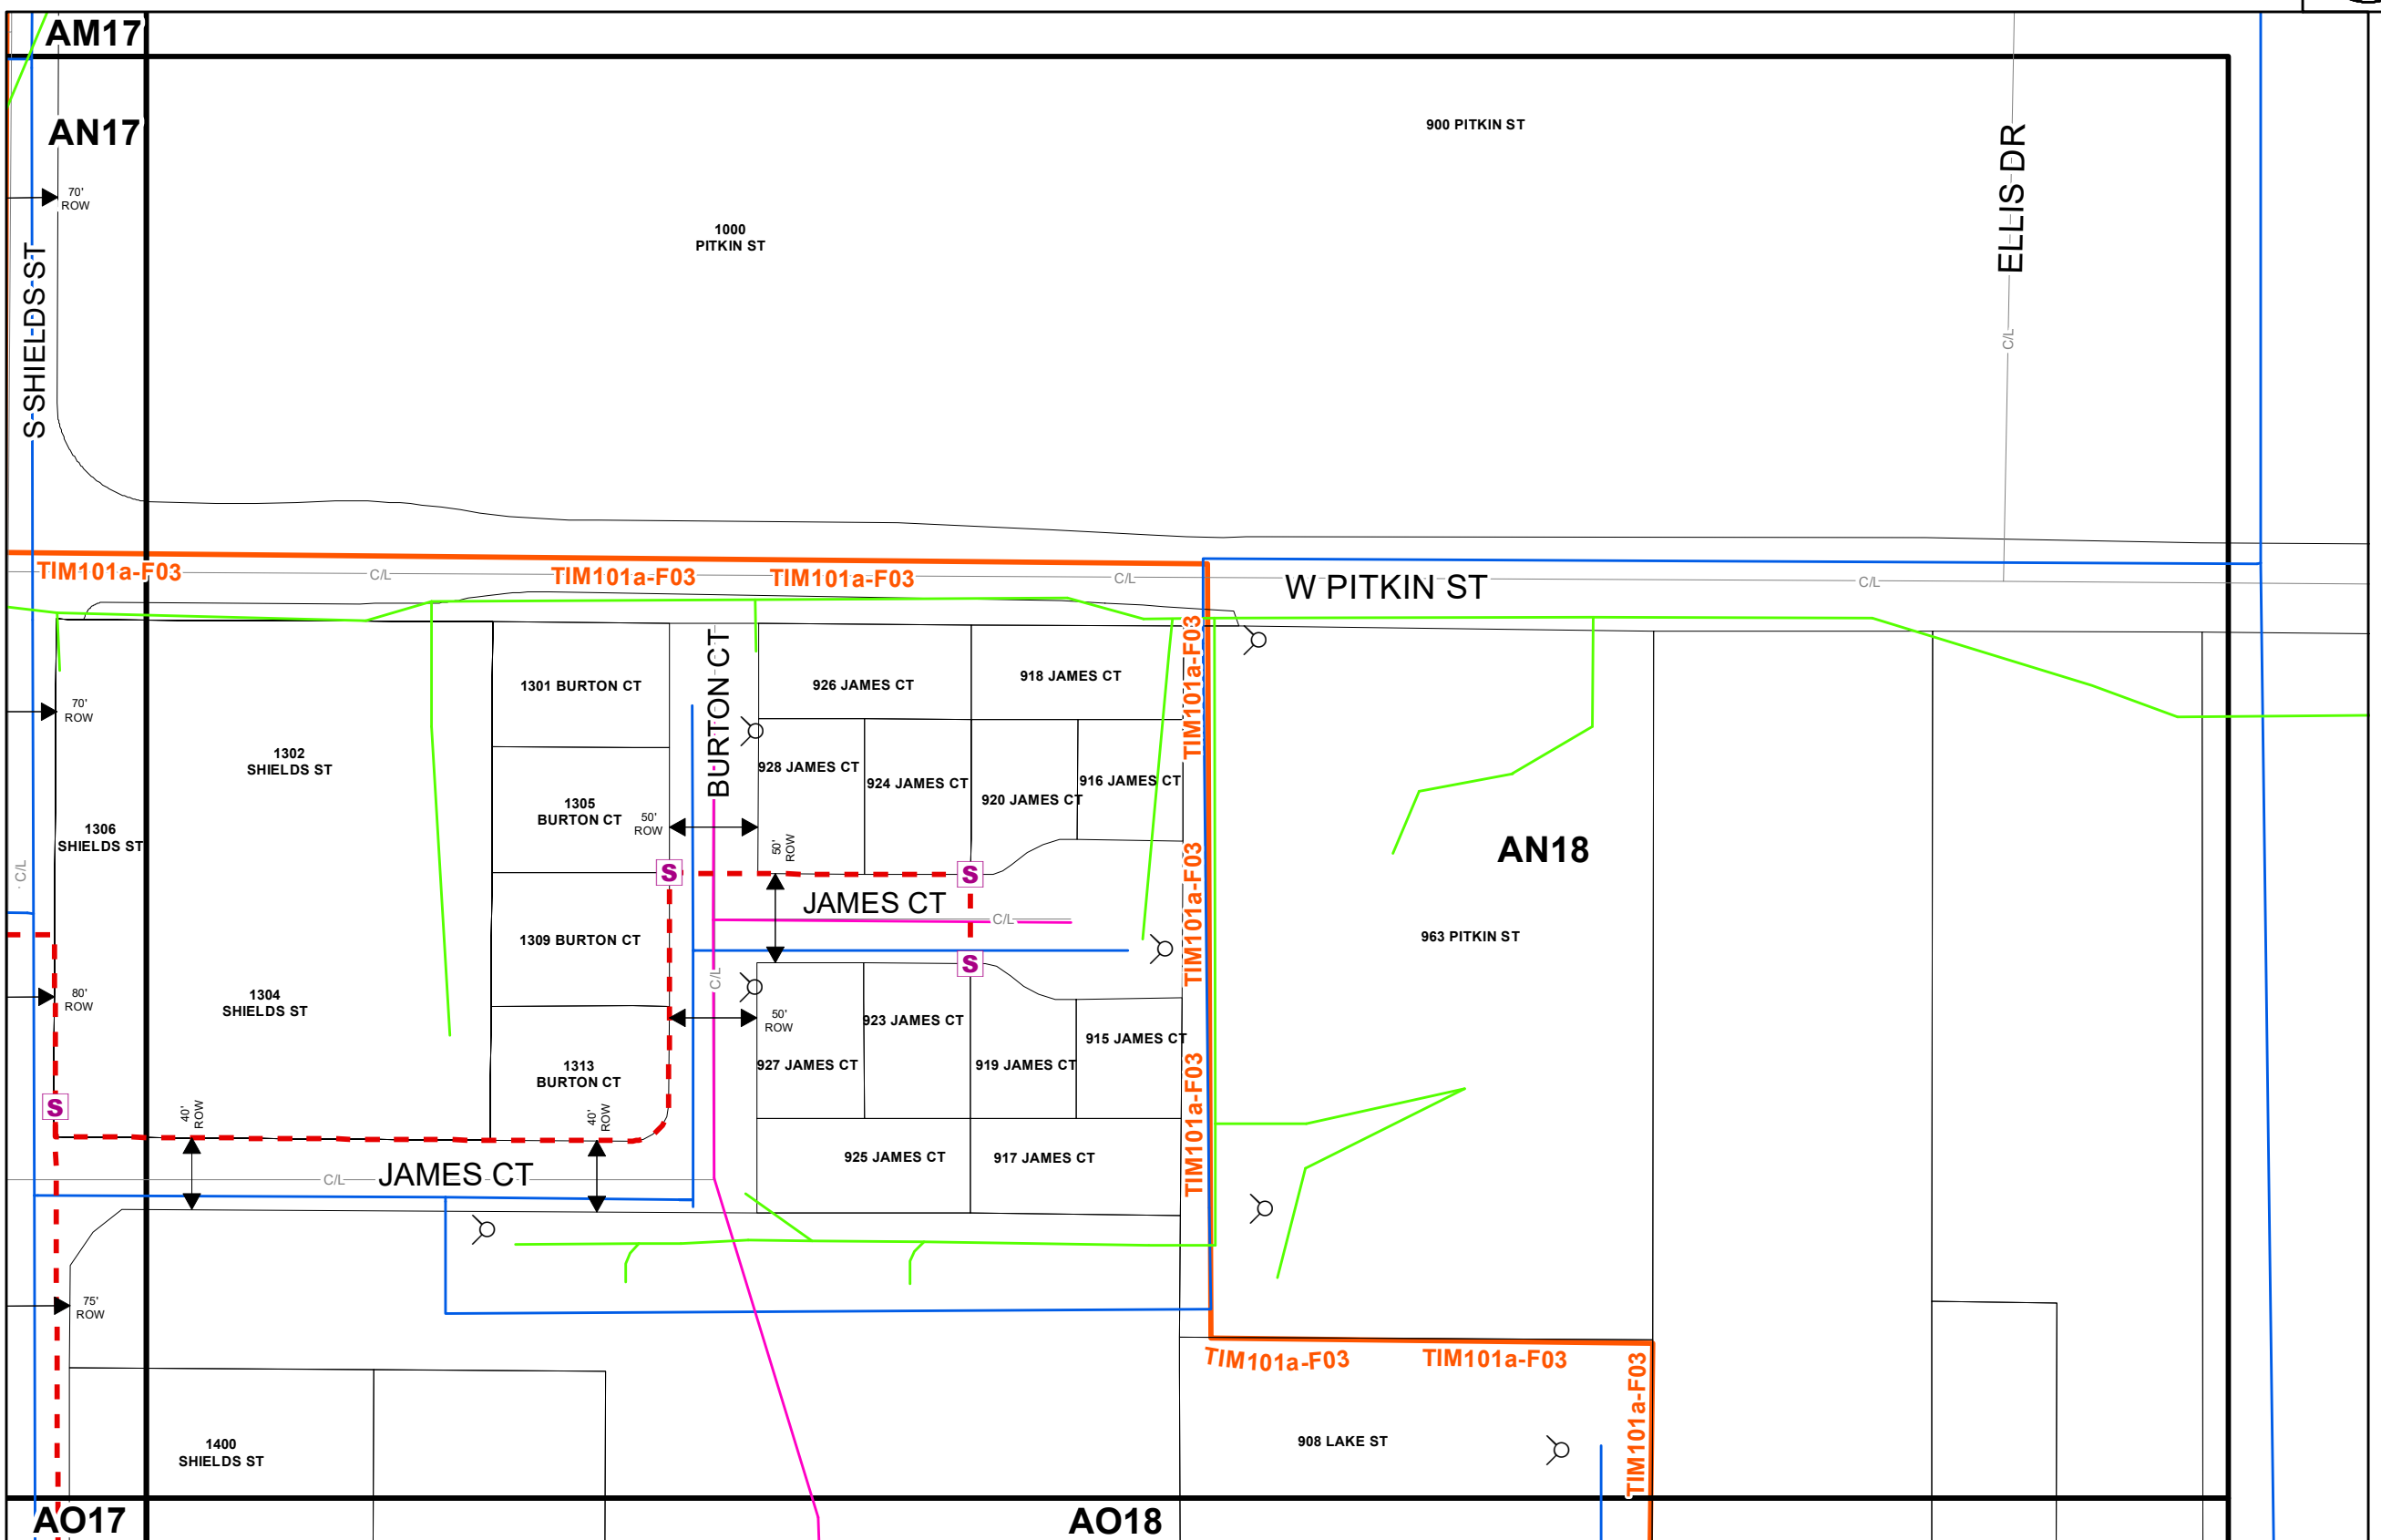 AM17
AN17
900 PITKIN ST
ELLIS DR
70'
ROW
1000
PITKIN ST
S SHIELDS ST
C/L
TIM101a-F03
C/L
TIM101a-F03
TIM101a-F03
C/L
W PITKIN ST
C/L
BURTON CT
TIM101a-F03
1301 BURTON CT
926 JAMES CT
918 JAMES CT
70'
ROW
1302
SHIELDS ST
928 JAMES CT
924 JAMES CT
920 JAMES CT
916 JAMES CT
1306
SHIELDS ST
1305
BURTON CT
50'
ROW
50'
ROW
AN18
C/L
S
S
JAMES CT
C/L
TIM101a-F03
1309 BURTON CT
963 PITKIN ST
S
C/L
80'
ROW
1304
SHIELDS ST
50'
ROW
923 JAMES CT
915 JAMES CT
927 JAMES CT
919 JAMES CT
1313
BURTON CT
TIM101a-F03
S
40'
ROW
40'
ROW
925 JAMES CT
917 JAMES CT
C/L
JAMES CT
75'
ROW
TIM101a-F03
TIM101a-F03
TIM101a-F03
1400
SHIELDS ST
908 LAKE ST
AO17
AO18